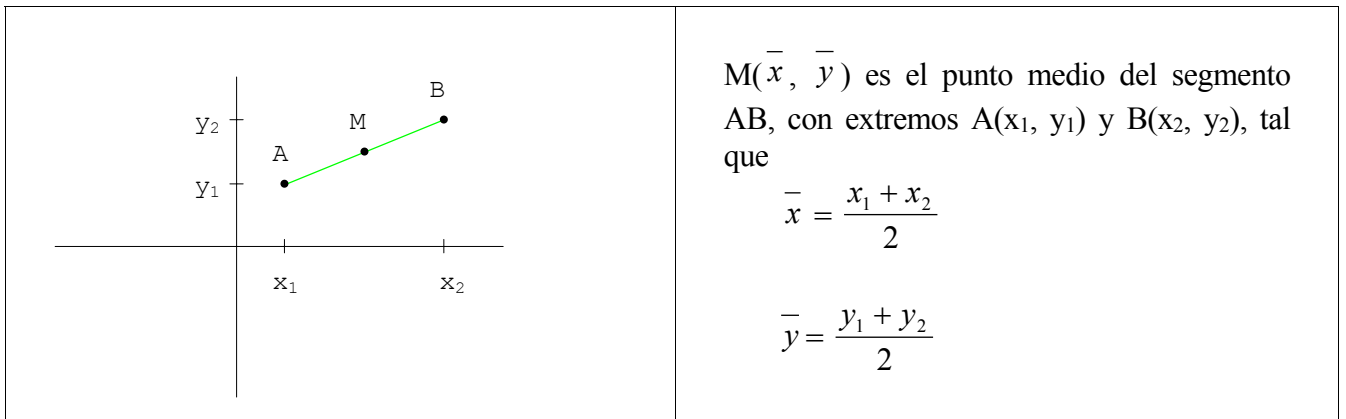 B
y₂
M
A
y₁
x₁
x₂
M(x̄, ȳ) es el punto medio del segmento
AB, con extremos A(x₁, y₁) y B(x₂, y₂), tal
que
x̄ = (x₁ + x₂)/2
ȳ = (y₁ + y₂)/2